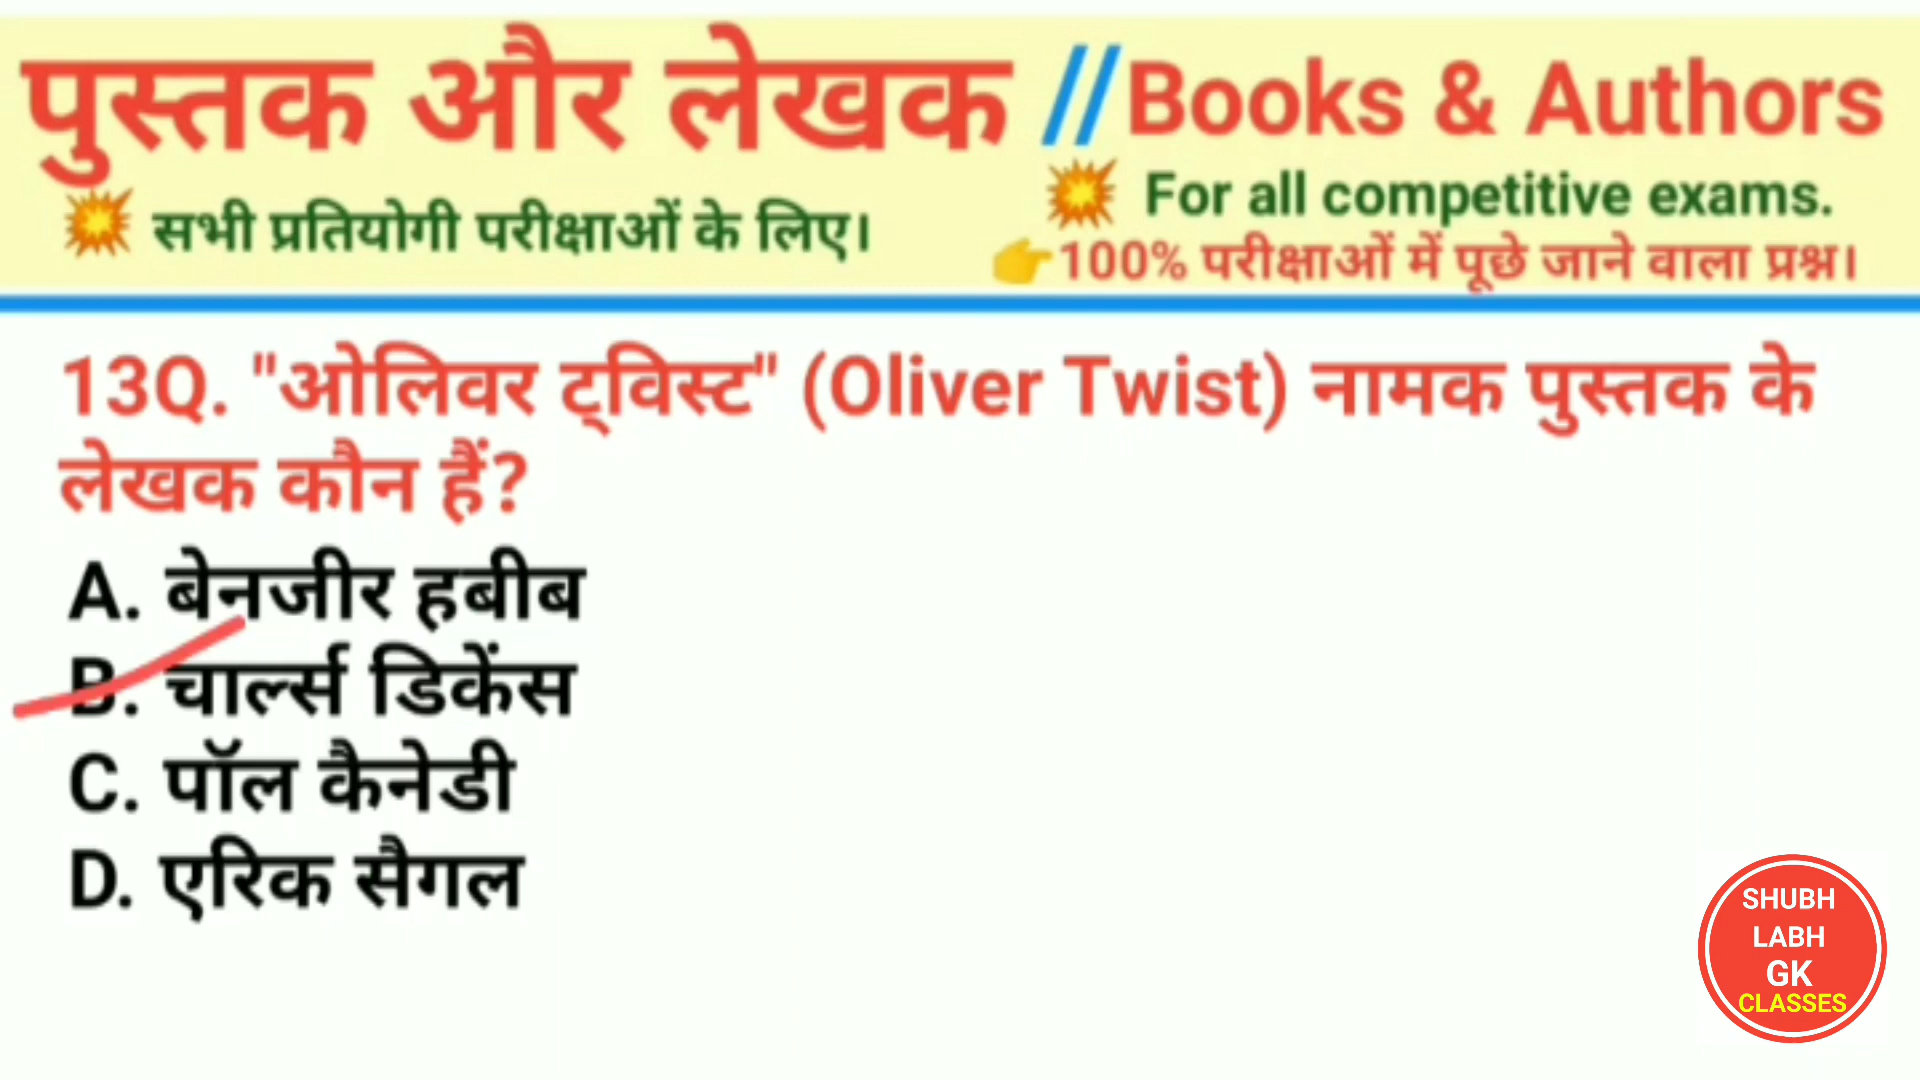 पुस्तक और लेखक //Books & Authors
सभी प्रतियोगी परीक्षाओं के लिए।
For all competitive exams.
100% परीक्षाओं में पूछे जाने वाला प्रश्न।
13Q. "ओलिवर ट्विस्ट" (Oliver Twist) नामक पुस्तक के
लेखक कौन हैं?
A. बेनजीर हबीब
B. चार्ल्स डिकेंस
C. पॉल कैनेडी
D. एरिक सैगल
SHUBH
LABH
GK
CLASSES